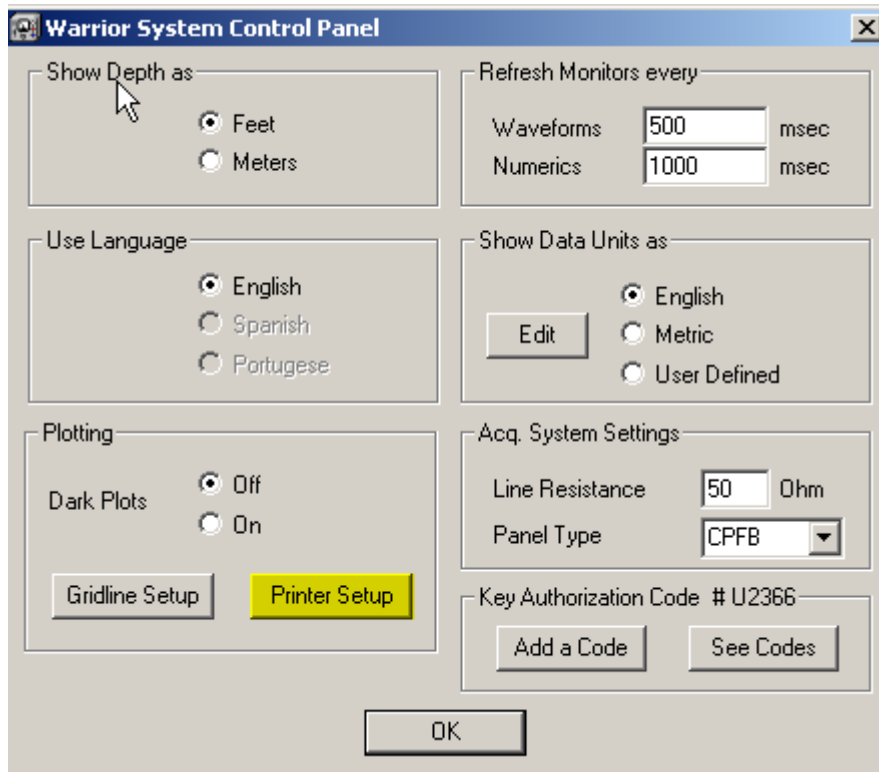 Warrior System Control Panel
Show Depth as
Feet
Meters
Refresh Monitors every
Waveforms 500 msec
Numerics 1000 msec
Use Language
English
Spanish
Portugese
Show Data Units as
Edit
English
Metric
User Defined
Plotting
Dark Plots
Off
On
Gridline Setup Printer Setup
Acq. System Settings
Line Resistance 50 Ohm
Panel Type CPFB
Key Authorization Code # U2366
Add a Code See Codes
OK